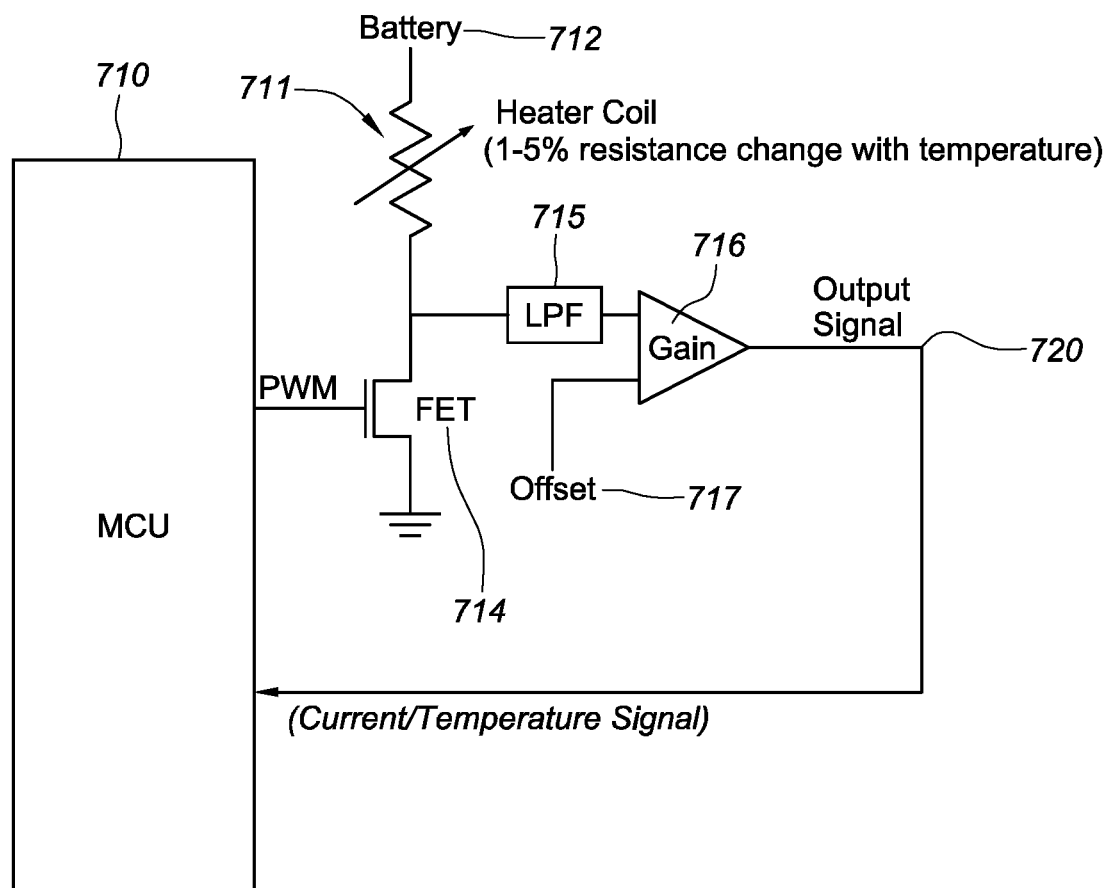 Battery 712
710
711
Heater Coil
(1-5% resistance change with temperature)
715
716
LPF
Gain
Output
Signal
720
PWM
FET
Offset 717
MCU
714
(Current/Temperature Signal)